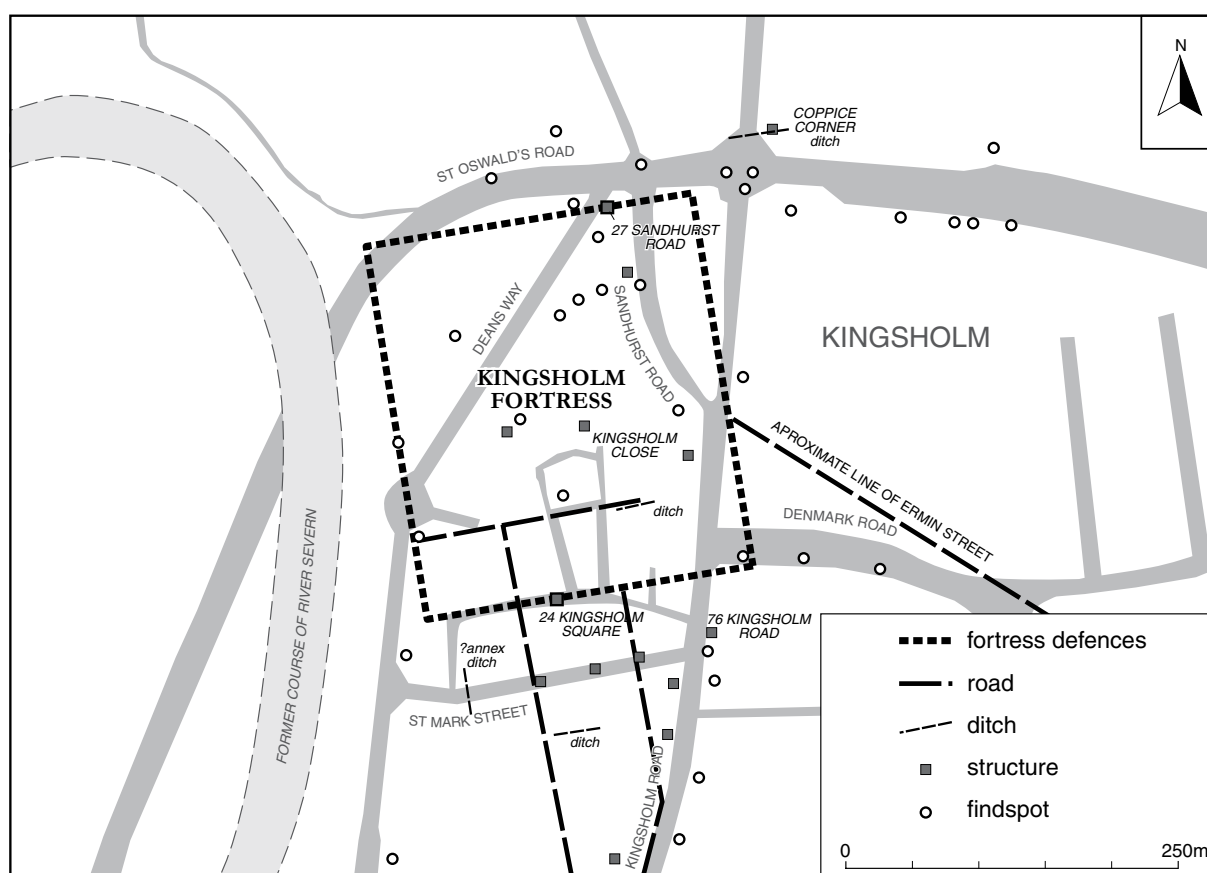 N
COPPICE
CORNER
ditch
ST OSWALD'S ROAD
27 SANDHURST
ROAD
DEANS WAY
SANDHURST ROAD
KINGSHOLM
KINGSHOLM
FORTRESS
KINGSHOLM
CLOSE
APROXIMATE LINE OF ERMIN STREET
ditch
DENMARK ROAD
FORMER COURSE OF RIVER SEVERN
24 KINGSHOLM
SQUARE
76 KINGSHOLM
ROAD
?annex
ditch
ST MARK STREET
ditch
KINGSHOLM ROAD
fortress defences
road
ditch
structure
findspot
0 250m